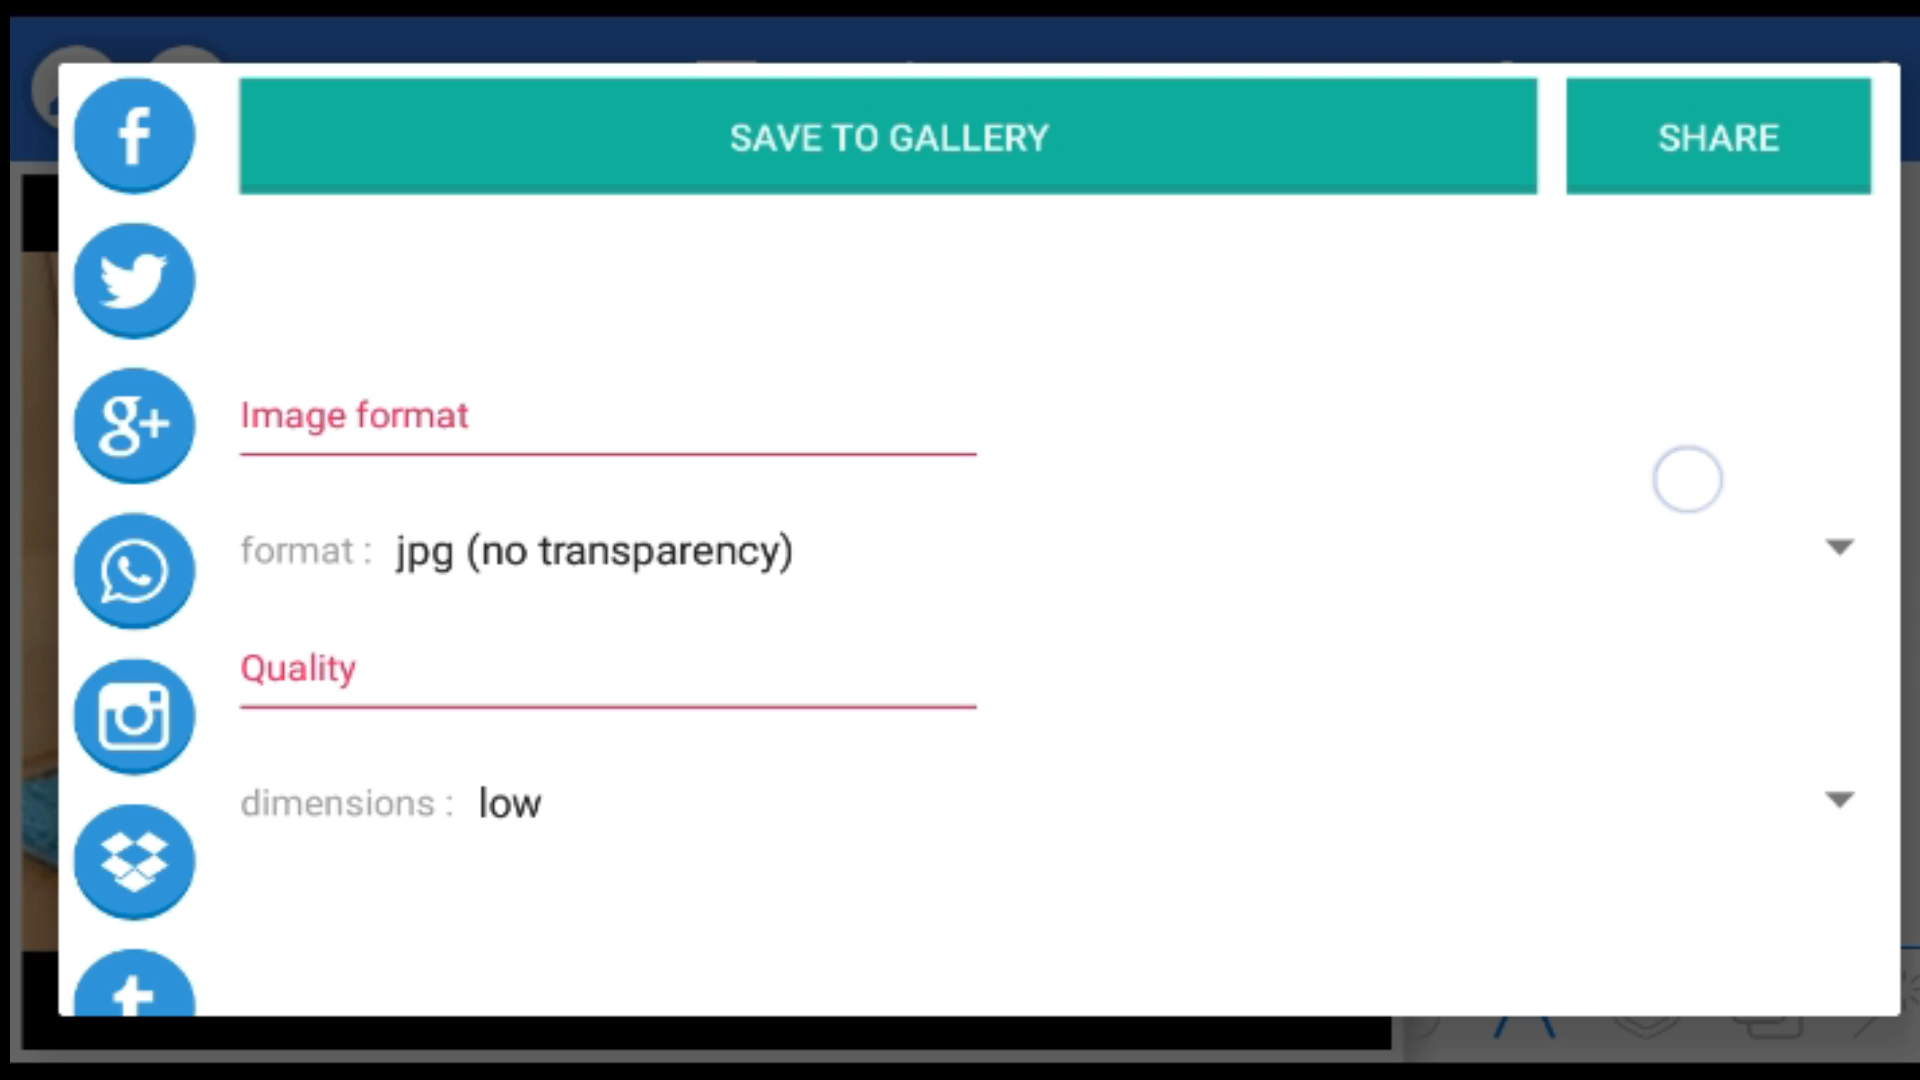 SAVE TO GALLERY
SHARE
Image format
format : jpg (no transparency)
Quality
dimensions : low